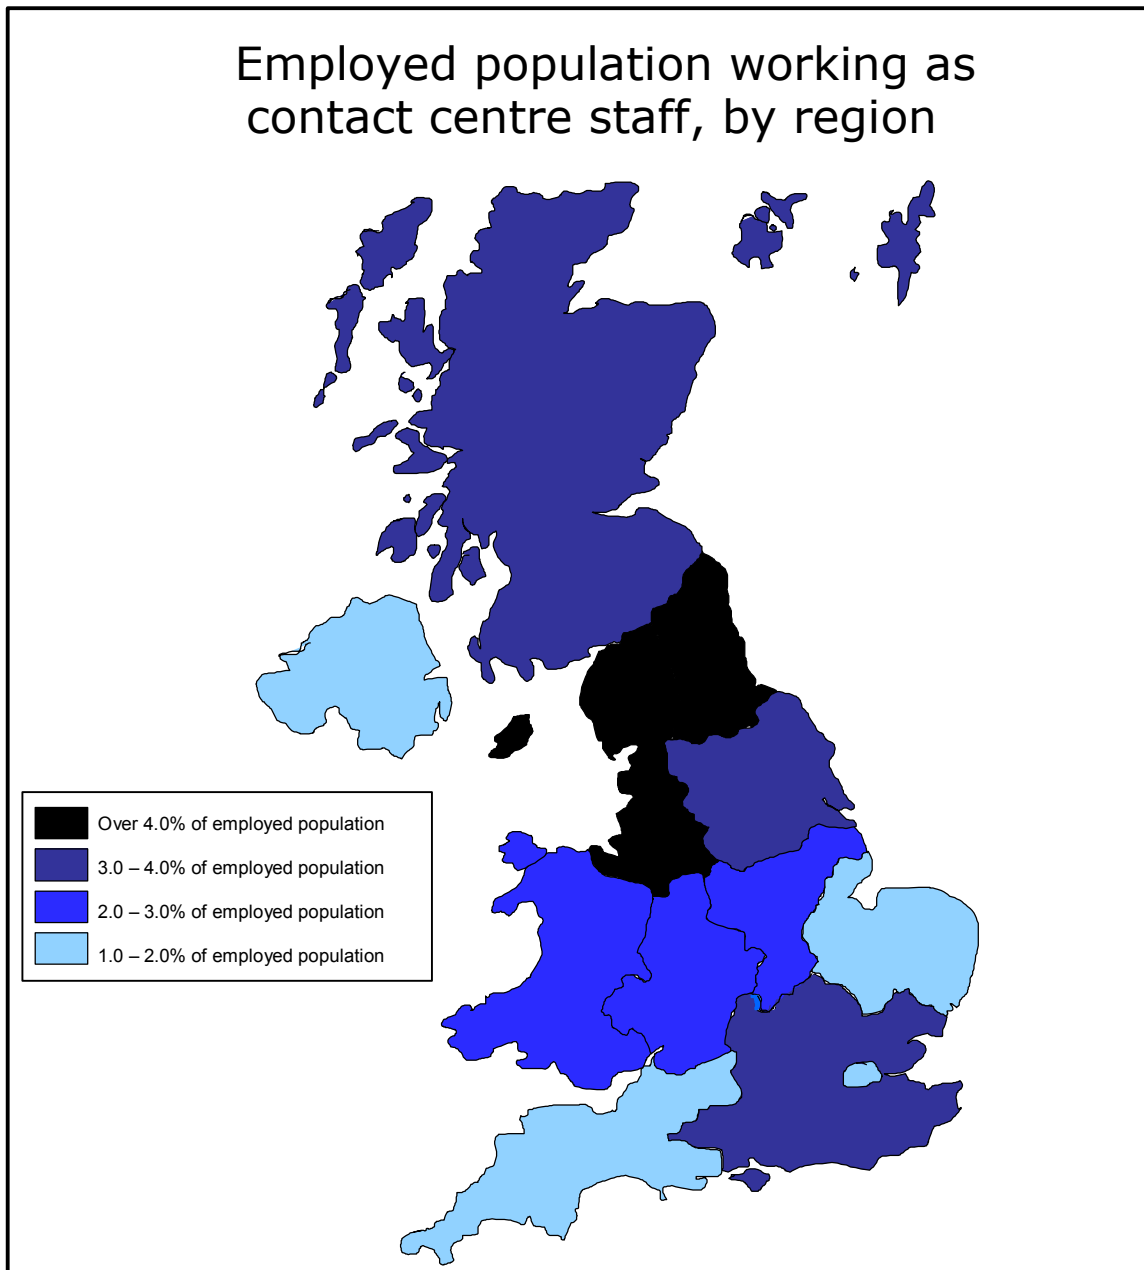 Employed population working as
contact centre staff, by region
Over 4.0% of employed population
3.0 – 4.0% of employed population
2.0 – 3.0% of employed population
1.0 – 2.0% of employed population